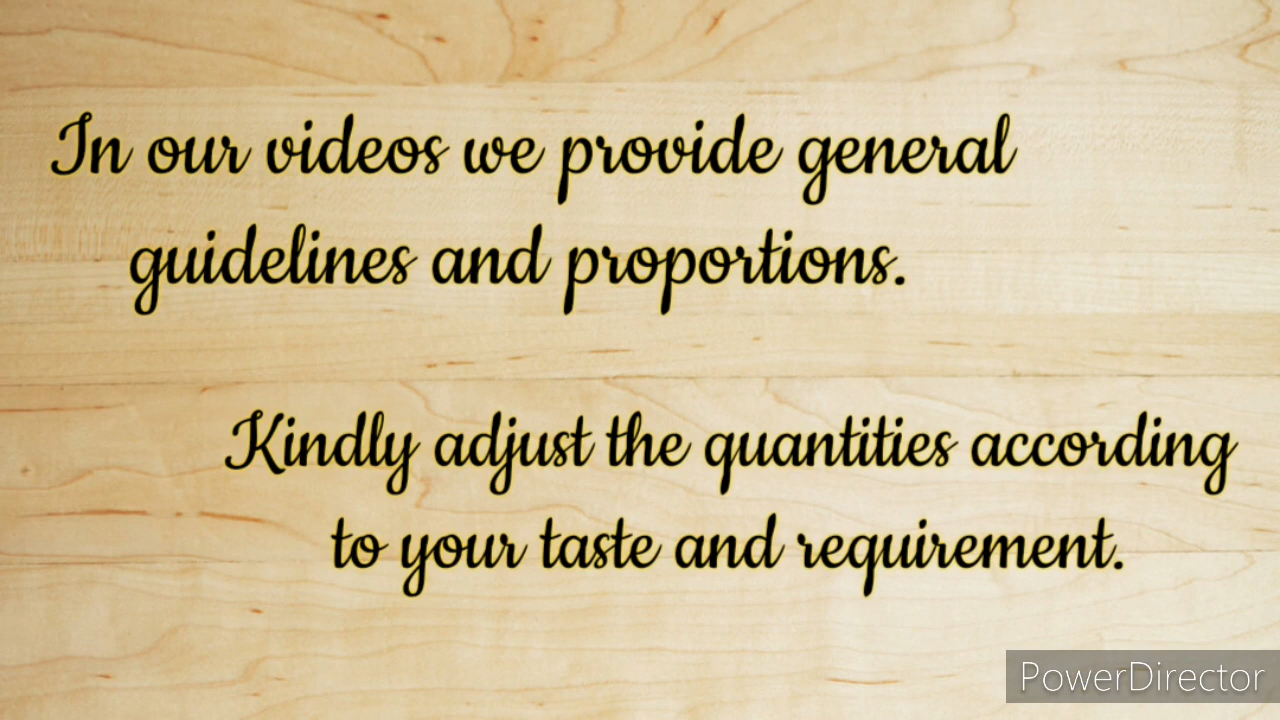 In our videos we provide general
guidelines and proportions.
Kindly adjust the quantities according
to your taste and requirement.
PowerDirector